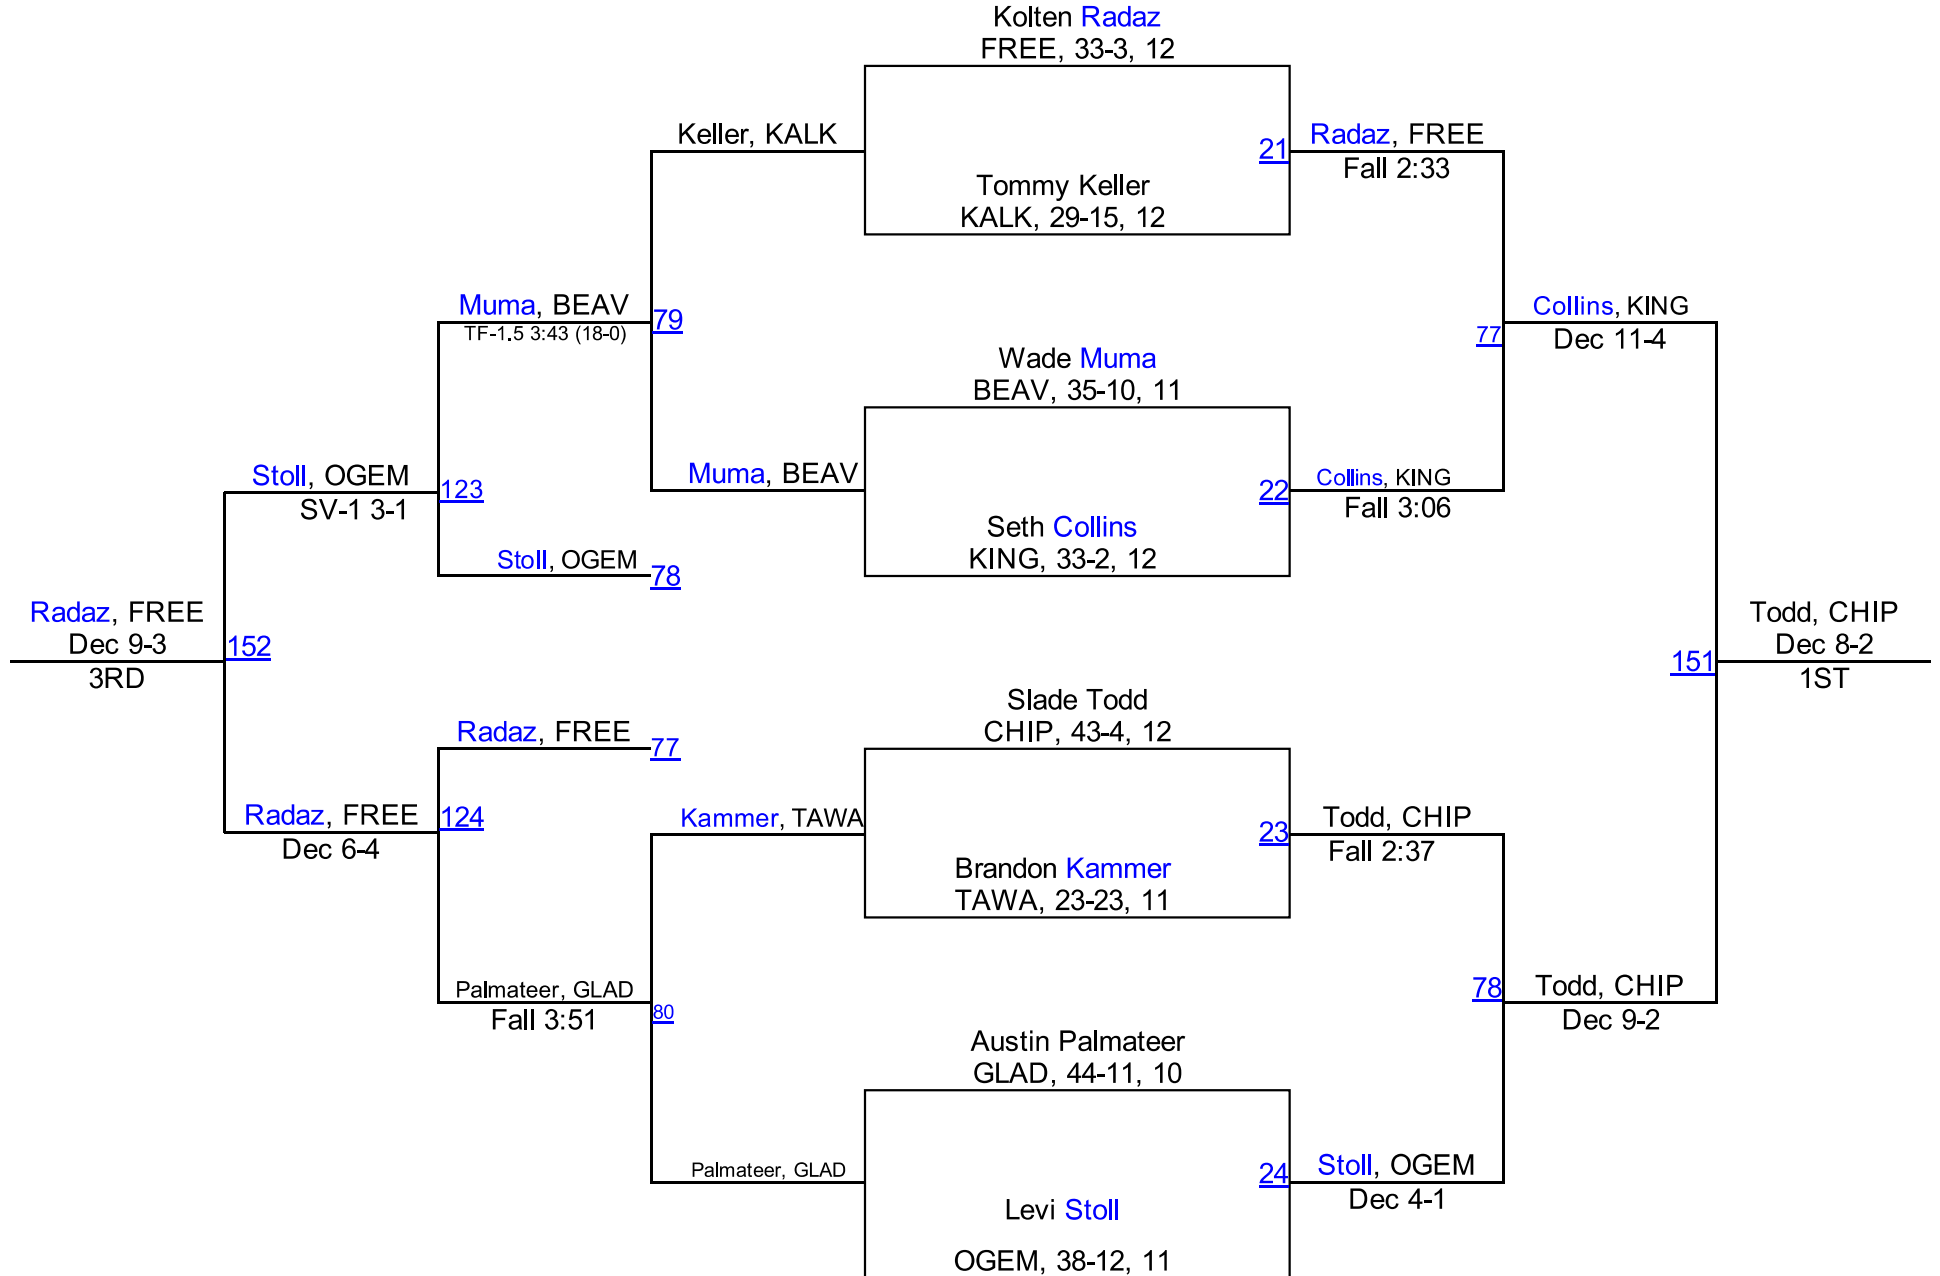 Kolten Radaz
FREE, 33-3, 12
Keller, KALK
21
Radaz, FREE
Fall 2:33
Tommy Keller
KALK, 29-15, 12
Muma, BEAV
TF-1.5 3:43 (18-0)
79
77
Collins, KING
Dec 11-4
Wade Muma
BEAV, 35-10, 11
Stoll, OGEM
SV-1 3-1
123
Muma, BEAV
22
Collins, KING
Fall 3:06
Seth Collins
KING, 33-2, 12
Stoll, OGEM
78
Radaz, FREE
Dec 9-3
3RD
152
151
Todd, CHIP
Dec 8-2
1ST
Slade Todd
CHIP, 43-4, 12
Radaz, FREE
77
Radaz, FREE
Dec 6-4
124
Kammer, TAWA
23
Todd, CHIP
Fall 2:37
Brandon Kammer
TAWA, 23-23, 11
Palmateer, GLAD
Fall 3:51
80
78
Todd, CHIP
Dec 9-2
Austin Palmateer
GLAD, 44-11, 10
Palmateer, GLAD
24
Stoll, OGEM
Dec 4-1
Levi Stoll
OGEM, 38-12, 11